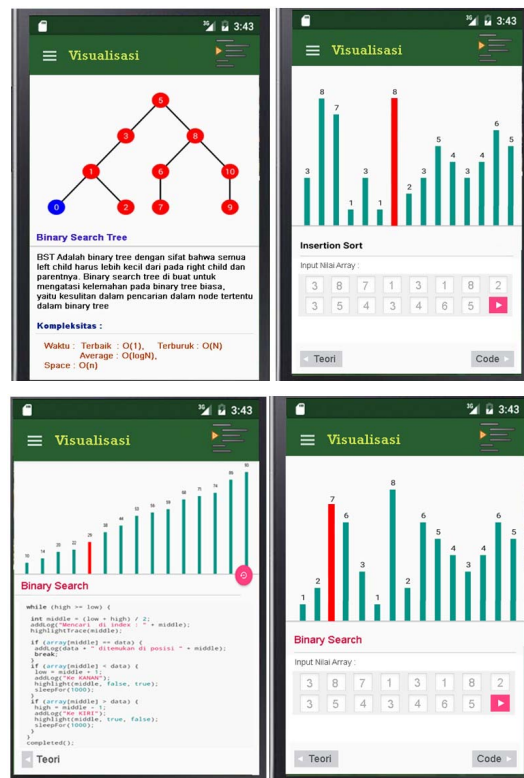 3G 3:43
Visualisasi
5
3 8
1 6 10
0 2 7 9
Binary Search Tree
BST Adalah binary tree dengan sifat bahwa semua
left child harus lebih kecil dari pada right child dan
parentnya. Binary search tree di buat untuk
mengatasi kelemahan pada binary tree biasa,
yaitu kesulitan dalam pencarian dalam node tertentu
dalam binary tree
Kompleksitas :
Waktu : Terbaik : O(1), Terburuk : O(N)
Average : O(logN),
Space : O(n)
3G 3:43
Visualisasi
3 8 7 1 3 1 8 2 3 5 4 3 4 6 5
Insertion Sort
Input Nilai Array :
3 8 7 1 3 1 8 2
3 5 4 3 4 6 5
Teori Code
3G 3:43
Visualisasi
Binary Search
while (high >= low) {
int middle = (low + high) / 2;
addLog("Mencari di index : " + middle);
highlightTrace(middle);
if (array[middle] == data) {
addLog(data + " ditemukan di posisi " + middle);
break;
}
if (array[middle] < data) {
low = middle + 1;
addLog("Ke KANAN");
highlight(middle, false, true);
sleepFor(1000);
}
if (array[middle] > data) {
high = middle - 1;
addLog("Ke KIRI");
highlight(middle, true, false);
sleepFor(1000);
}
}
completed();
Teori
3G 3:43
Visualisasi
1 2 7 6 3 1 8 3 6 5 4 3 4 6 5
Binary Search
Input Nilai Array :
3 8 7 1 3 1 8 2
3 5 4 3 4 6 5
Teori Code